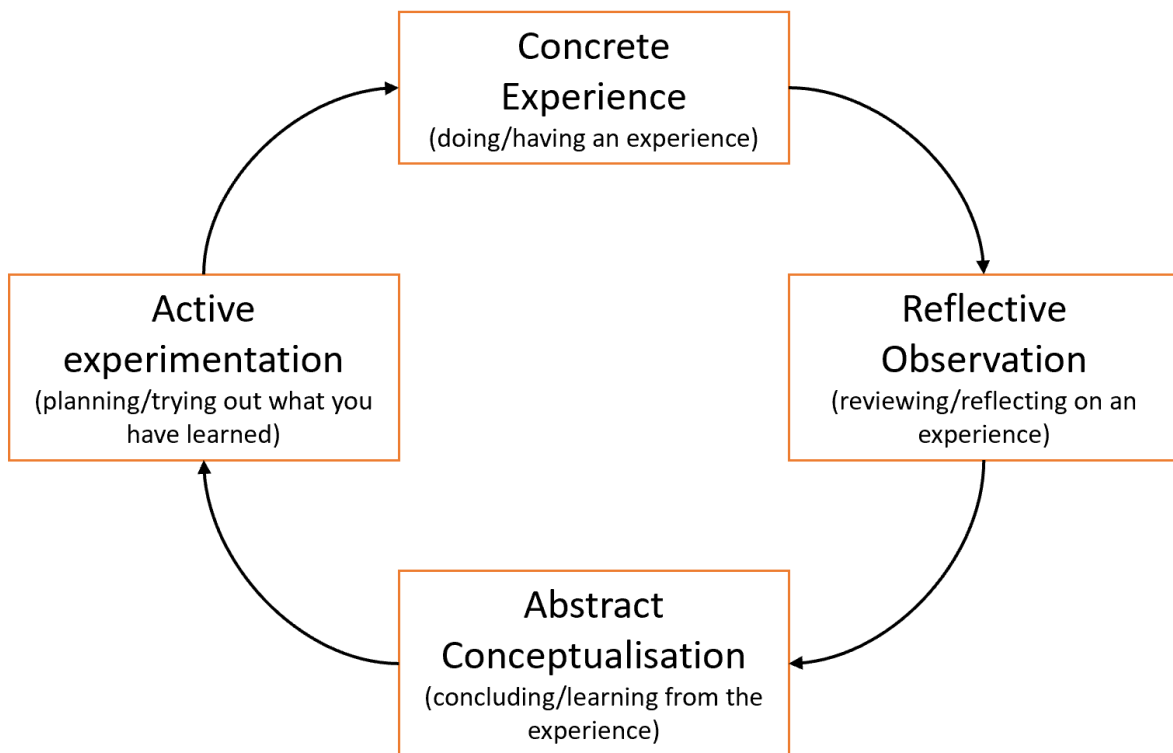 Concrete
Experience
(doing/having an experience)
Reflective
Observation
(reviewing/reflecting on an
experience)
Abstract
Conceptualisation
(concluding/learning from the
experience)
Active
experimentation
(planning/trying out what you
have learned)